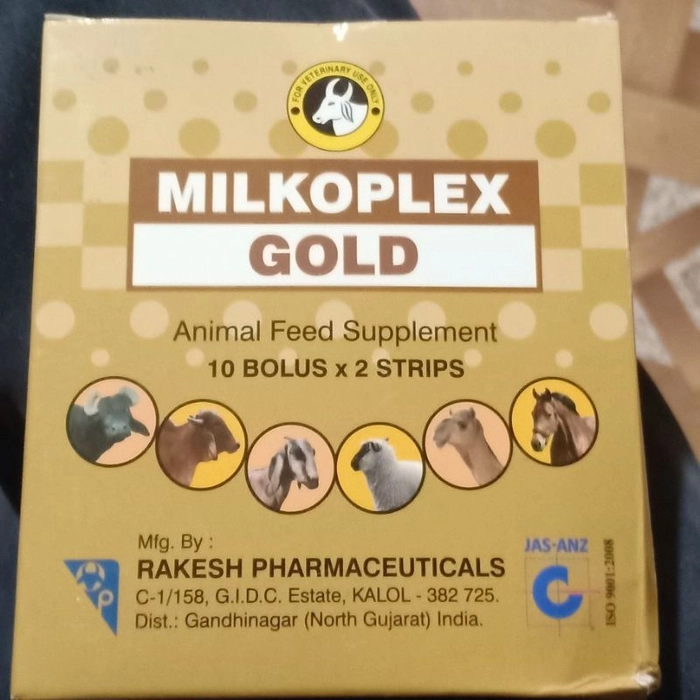 FOR VETERINARY USE ONLY
MILKOPLEX
GOLD
Animal Feed Supplement
10 BOLUS x 2 STRIPS
Mfg. By :
RAKESH PHARMACEUTICALS
C-1/158, G.I.D.C. Estate, KALOL - 382 725.
Dist.: Gandhinagar (North Gujarat) India.
JAS-ANZ
ISO 9001:2008